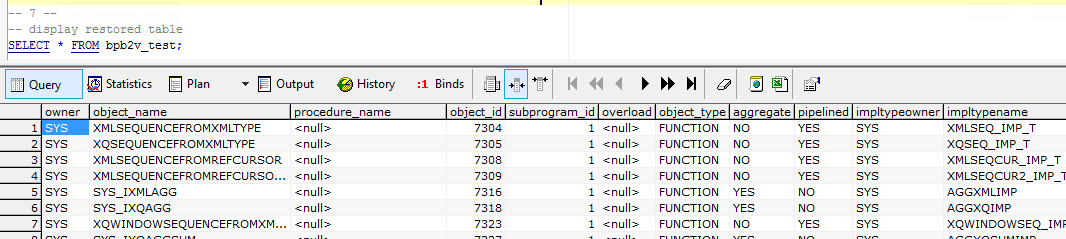 -- 7 --
-- display restored table
SELECT * FROM bpb2v_test;
Query Statistics Plan Output History :1 Binds
owner object_name procedure_name object_id subprogram_id overload object_type aggregate pipelined impltypeowner impltypename
1 SYS XMLSEQUENCEFROMXMLTYPE <null> 7304 1 <null> FUNCTION NO YES SYS XMLSEQ_IMP_T
2 SYS XQSEQUENCEFROMXMLTYPE <null> 7305 1 <null> FUNCTION NO YES SYS XQSEQ_IMP_T
3 SYS XMLSEQUENCEFROMREFCURSOR <null> 7308 1 <null> FUNCTION NO YES SYS XMLSEQCUR_IMP_T
4 SYS XMLSEQUENCEFROMREFCURSO... <null> 7309 1 <null> FUNCTION NO YES SYS XMLSEQCUR2_IMP_T
5 SYS SYS_IXMLAGG <null> 7316 1 <null> FUNCTION YES NO SYS AGGXMLIMP
6 SYS SYS_IXQAGG <null> 7318 1 <null> FUNCTION YES NO SYS AGGXQIMP
7 SYS XQWINDOWSEQUENCEFROMXM... <null> 7323 1 <null> FUNCTION NO YES SYS XQWINDOWSEQ_IMP